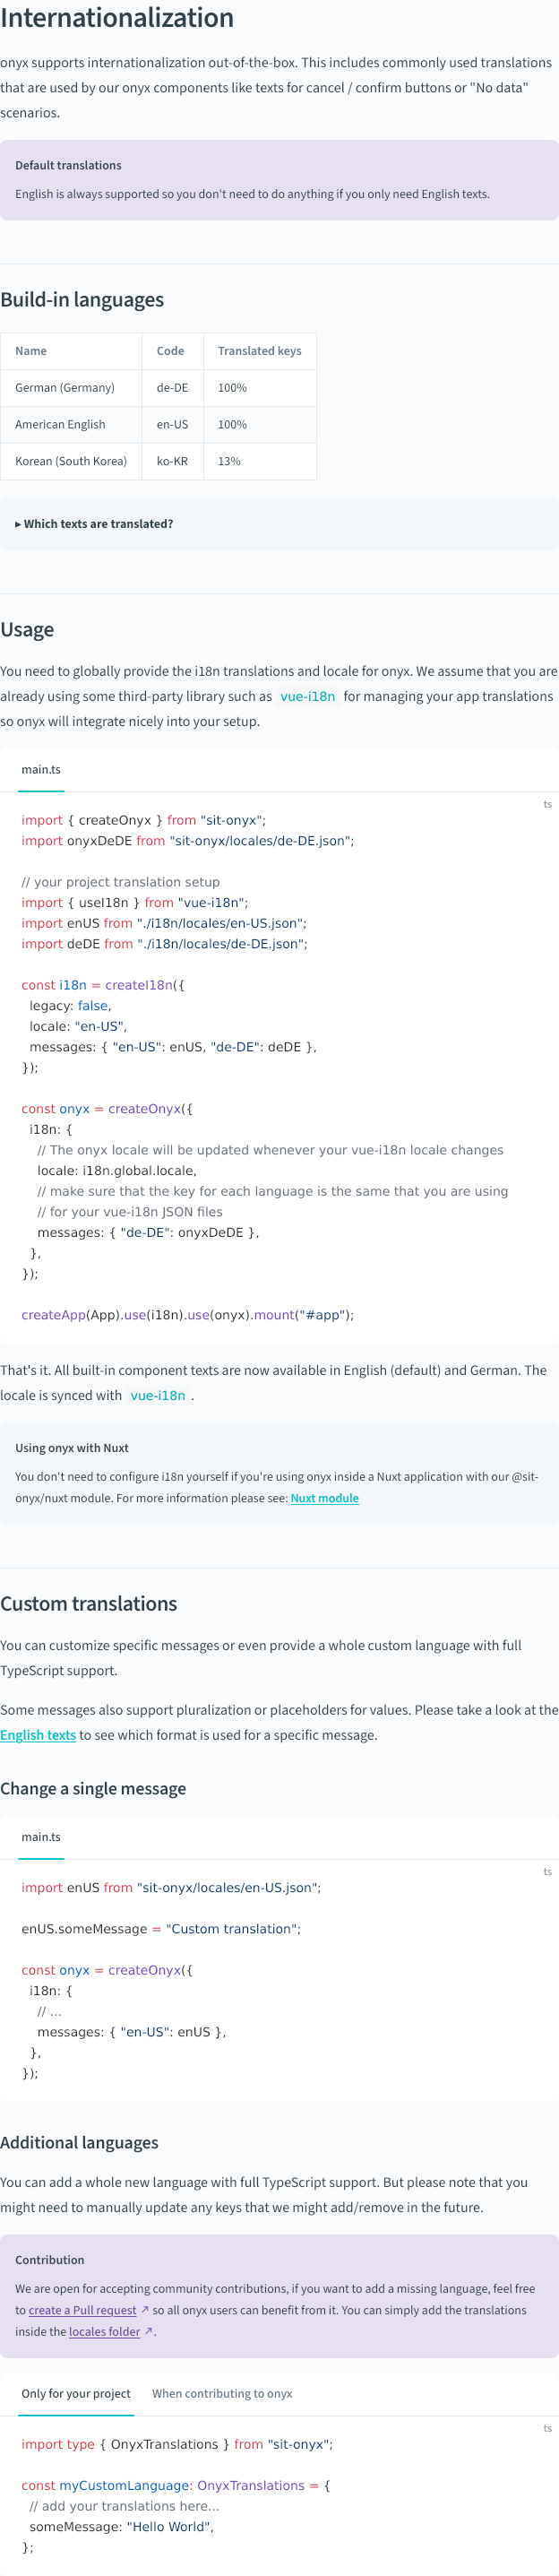 Internationalization
onyx supports internationalization out-of-the-box. This includes commonly used translations
that are used by our onyx components like texts for cancel / confirm buttons or "No data"
scenarios.
Default translations
English is always supported so you don't need to do anything if you only need English texts.
Build-in languages
Name Code Translated keys
German (Germany) de-DE 100%
American English en-US 100%
Korean (South Korea) ko-KR 13%
▸ Which texts are translated?
Usage
You need to globally provide the i18n translations and locale for onyx. We assume that you are
already using some third-party library such as vue-i18n for managing your app translations
so onyx will integrate nicely into your setup.
main.ts
ts
import { createOnyx } from "sit-onyx";
import onyxDeDE from "sit-onyx/locales/de-DE.json";
// your project translation setup
import { useI18n } from "vue-i18n";
import enUS from "./i18n/locales/en-US.json";
import deDE from "./i18n/locales/de-DE.json";
const i18n = createI18n({
  legacy: false,
  locale: "en-US",
  messages: { "en-US": enUS, "de-DE": deDE },
});
const onyx = createOnyx({
  i18n: {
    // The onyx locale will be updated whenever your vue-i18n locale changes
    locale: i18n.global.locale,
    // make sure that the key for each language is the same that you are using
    // for your vue-i18n JSON files
    messages: { "de-DE": onyxDeDE },
  },
});
createApp(App).use(i18n).use(onyx).mount("#app");
That's it. All built-in component texts are now available in English (default) and German. The
locale is synced with vue-i18n.
Using onyx with Nuxt
You don't need to configure i18n yourself if you're using onyx inside a Nuxt application with our @sit-
onyx/nuxt module. For more information please see: Nuxt module
Custom translations
You can customize specific messages or even provide a whole custom language with full
TypeScript support.
Some messages also support pluralization or placeholders for values. Please take a look at the
English texts to see which format is used for a specific message.
Change a single message
main.ts
ts
import enUS from "sit-onyx/locales/en-US.json";
enUS.someMessage = "Custom translation";
const onyx = createOnyx({
  i18n: {
    // ...
    messages: { "en-US": enUS },
  },
});
Additional languages
You can add a whole new language with full TypeScript support. But please note that you
might need to manually update any keys that we might add/remove in the future.
Contribution
We are open for accepting community contributions, if you want to add a missing language, feel free
to create a Pull request ↗ so all onyx users can benefit from it. You can simply add the translations
inside the locales folder ↗.
Only for your project When contributing to onyx
ts
import type { OnyxTranslations } from "sit-onyx";
const myCustomLanguage: OnyxTranslations = {
  // add your translations here...
  someMessage: "Hello World",
};